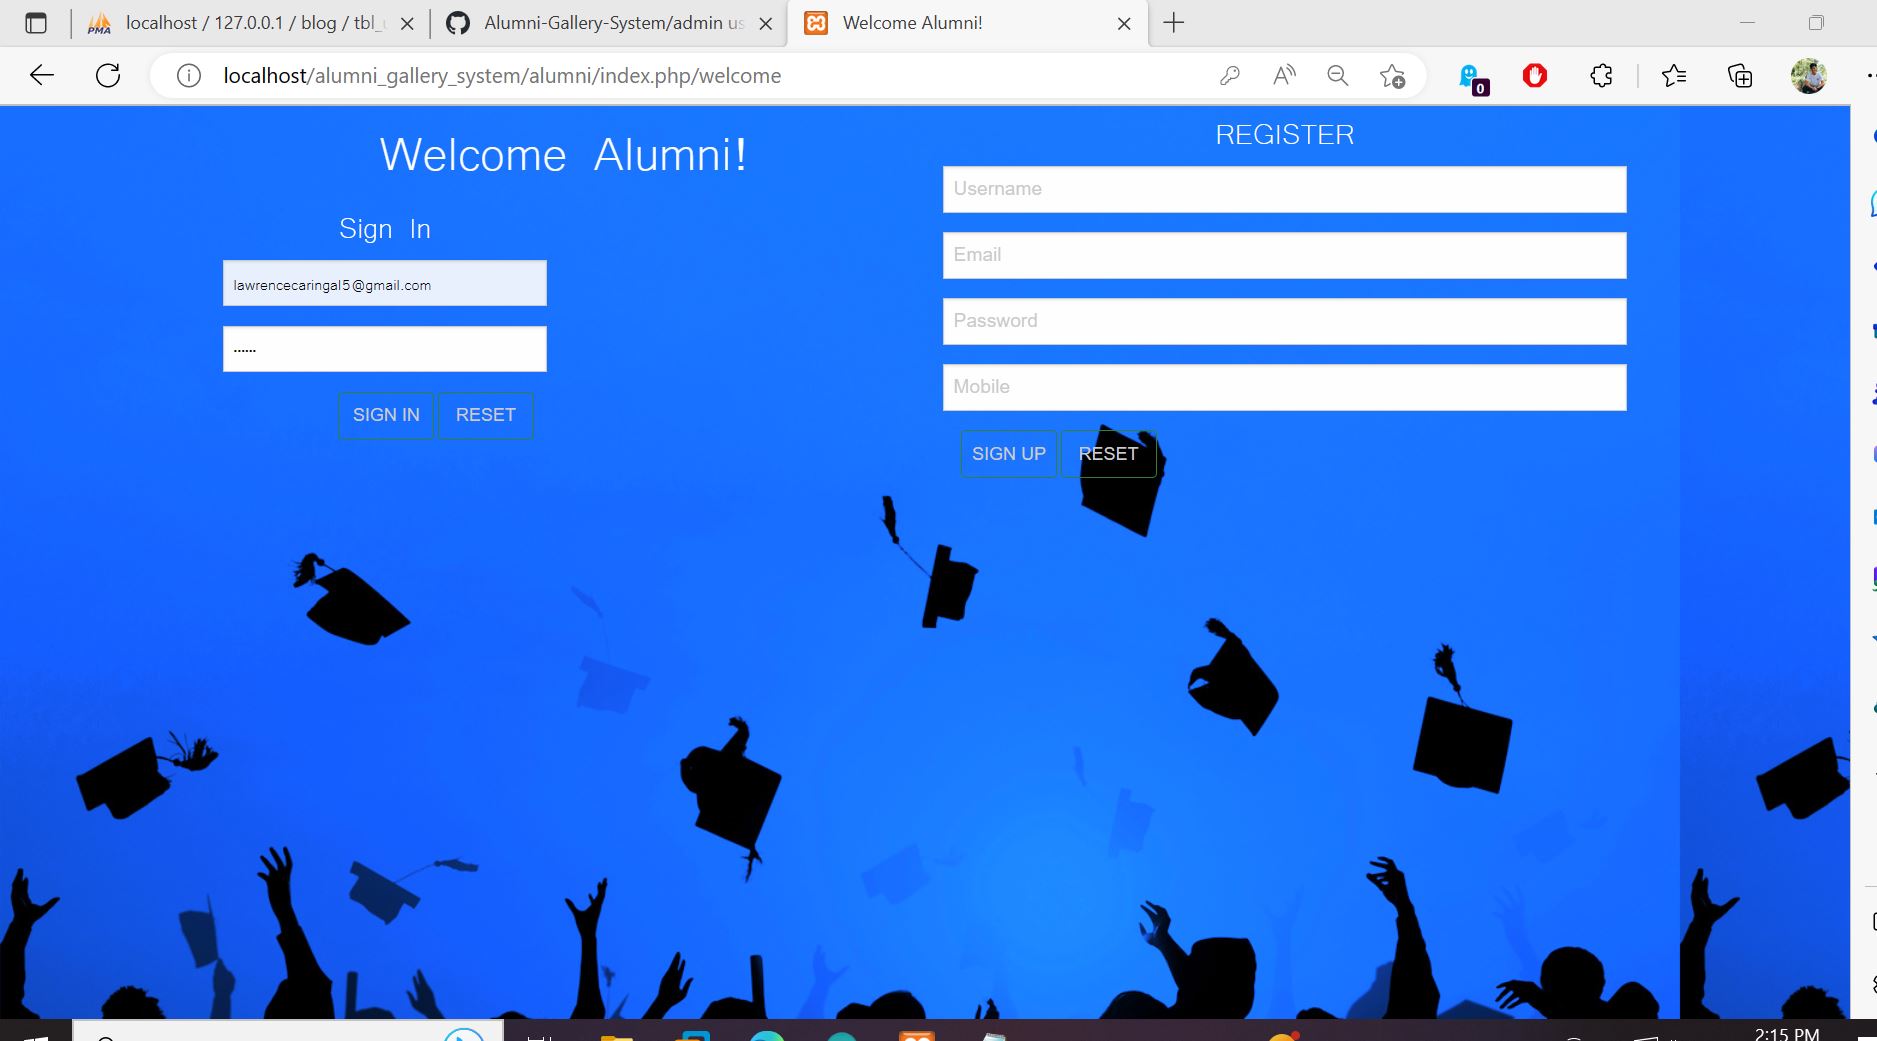 localhost / 127.0.0.1 / blog / tbl_u
Alumni-Gallery-System/admin us
Welcome Alumni!
localhost/alumni_gallery_system/alumni/index.php/welcome
0
Welcome Alumni!
Sign In
lawrencecaringal5@gmail.com
SIGN IN
RESET
REGISTER
Username
Email
Password
Mobile
SIGN UP
RESET
2:15 PM